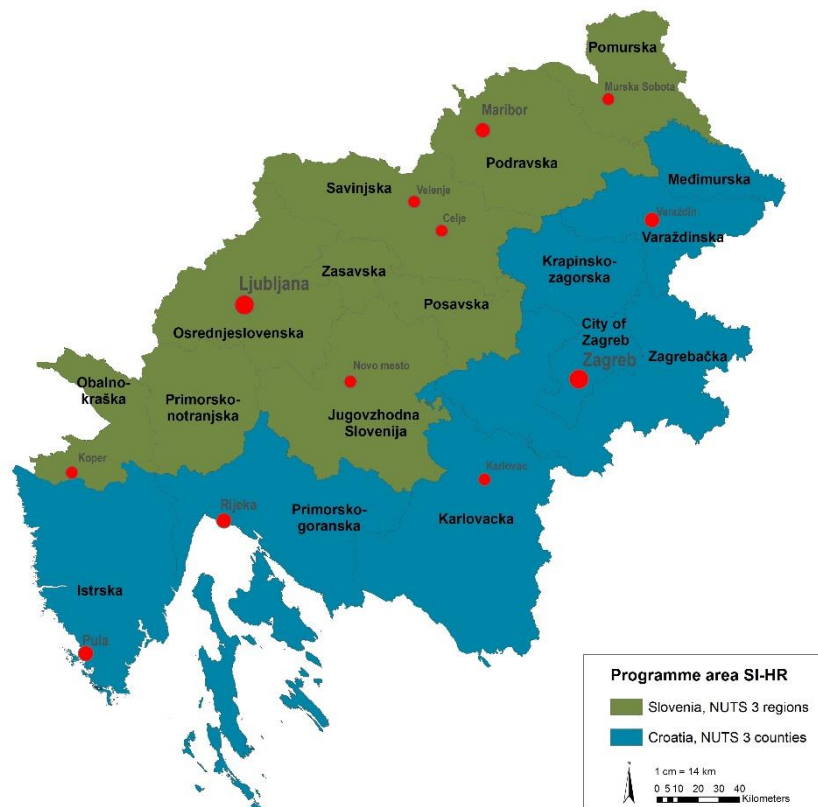 Pomurska
Murska Sobota
Maribor
Podravska
Međimurska
Savinjska
Velenje
Varaždin
Celje
Varaždinska
Krapinsko-
zagorska
Zasavska
Ljubljana
Posavska
Osrednjeslovenska
City of
Zagreb
Zagreb
Zagrebačka
Novo mesto
Obalno-
kraška
Primorsko-
notranjska
Jugovzhodna
Slovenija
Koper
Karlovac
Rijeka
Primorsko-
goranska
Karlovacka
Istrska
Pula
Programme area SI-HR
Slovenia, NUTS 3 regions
Croatia, NUTS 3 counties
N
1 cm = 14 km
0 5 10 20 30 40
Kilometers